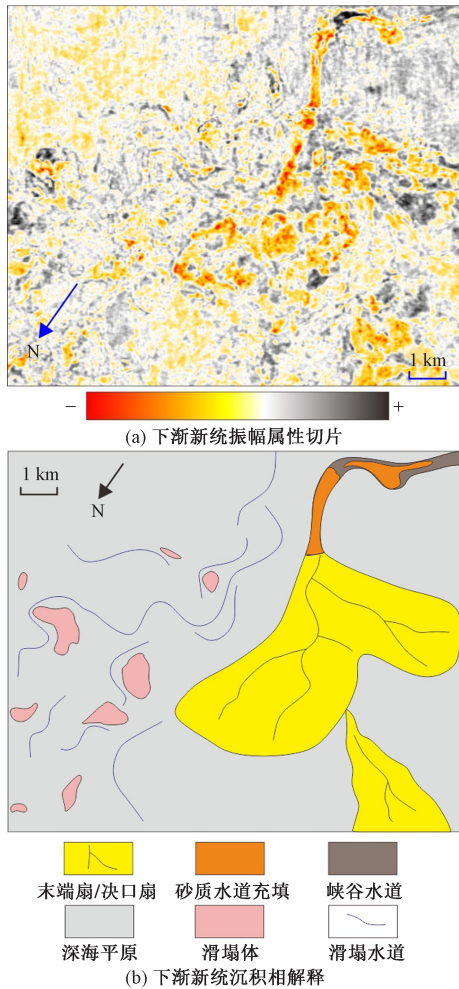 N
1 km
− +
(a) 下渐新统振幅属性切片
1 km
N
末端扇/决口扇 砂质水道充填 峡谷水道
深海平原 滑塌体 滑塌水道
(b) 下渐新统沉积相解释